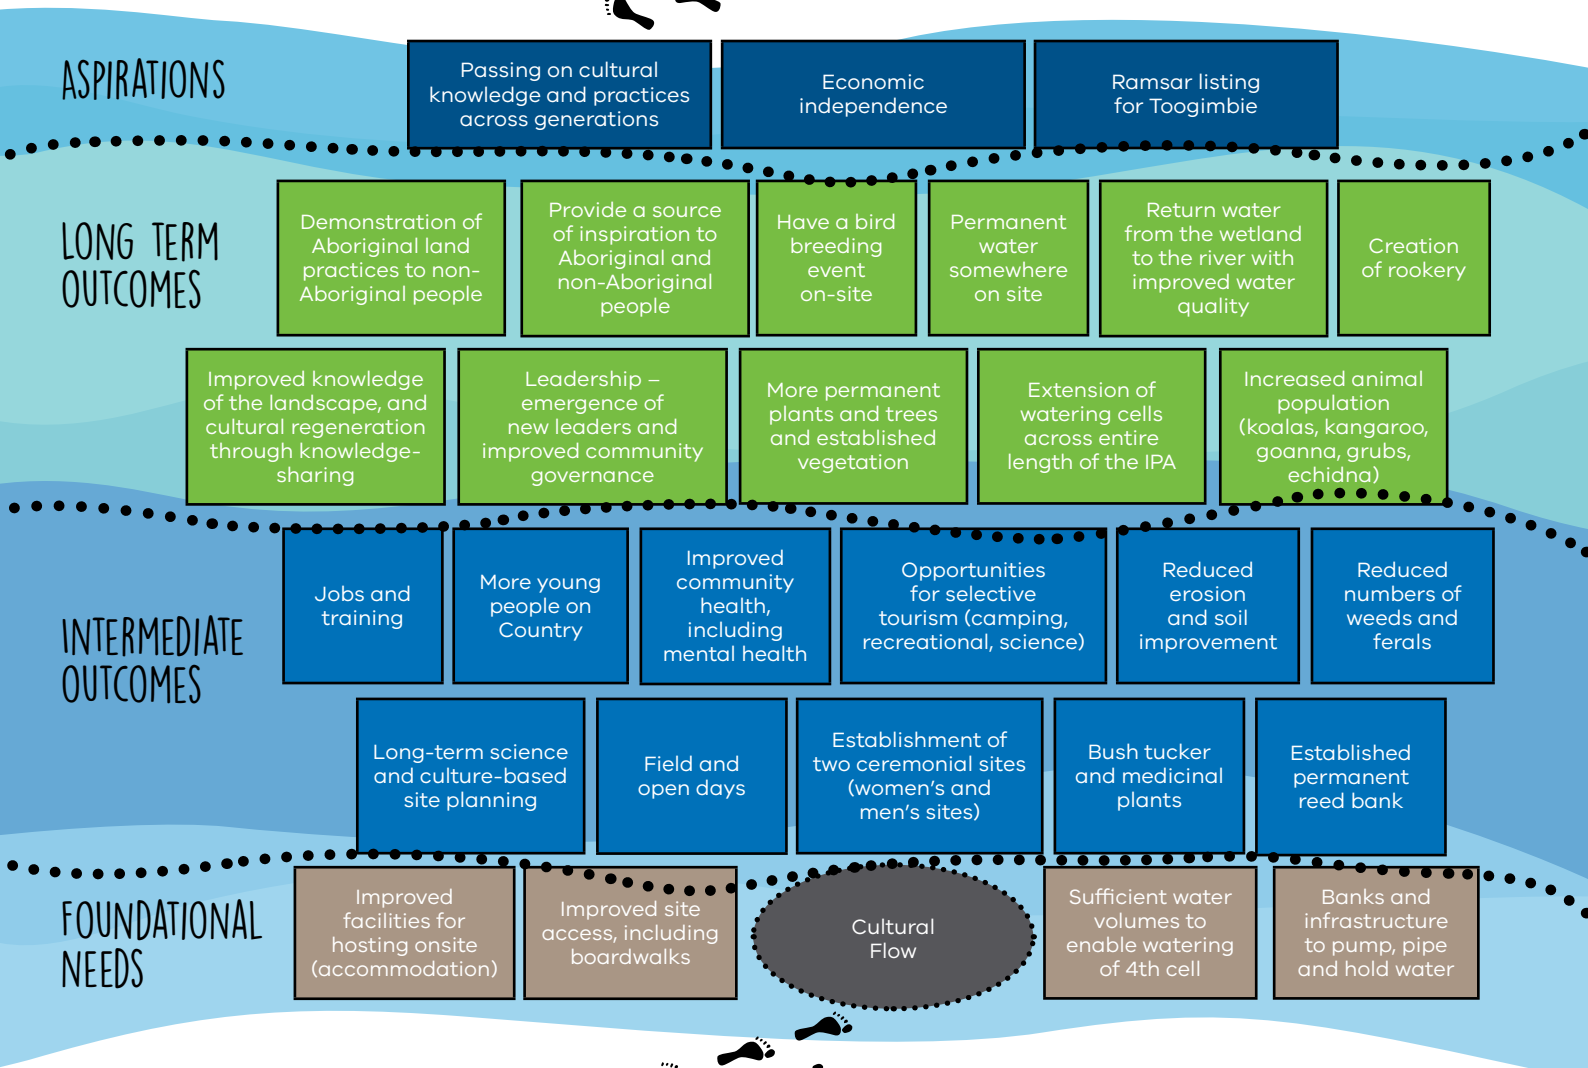 ASPIRATIONS
Passing on cultural
knowledge and practices
across generations
Economic
independence
Ramsar listing
for Toogimbie
LONG TERM
OUTCOMES
Demonstration of
Aboriginal land
practices to non-
Aboriginal people
Provide a source
of inspiration to
Aboriginal and
non-Aboriginal
people
Have a bird
breeding
event
on-site
Permanent
water
somewhere
on site
Return water
from the wetland
to the river with
improved water
quality
Creation
of rookery
Improved knowledge
of the landscape, and
cultural regeneration
through knowledge-
sharing
Leadership –
emergence of
new leaders and
improved community
governance
More permanent
plants and trees
and established
vegetation
Extension of
watering cells
across entire
length of the IPA
Increased animal
population
(koalas, kangaroo,
goanna, grubs,
echidna)
INTERMEDIATE
OUTCOMES
Jobs and
training
More young
people on
Country
Improved
community
health,
including
mental health
Opportunities
for selective
tourism (camping,
recreational, science)
Reduced
erosion
and soil
improvement
Reduced
numbers of
weeds and
ferals
Long-term science
and culture-based
site planning
Field and
open days
Establishment of
two ceremonial sites
(women's and
men's sites)
Bush tucker
and medicinal
plants
Established
permanent
reed bank
FOUNDATIONAL
NEEDS
Improved
facilities for
hosting onsite
(accommodation)
Improved site
access, including
boardwalks
Cultural
Flow
Sufficient water
volumes to
enable watering
of 4th cell
Banks and
infrastructure
to pump, pipe
and hold water